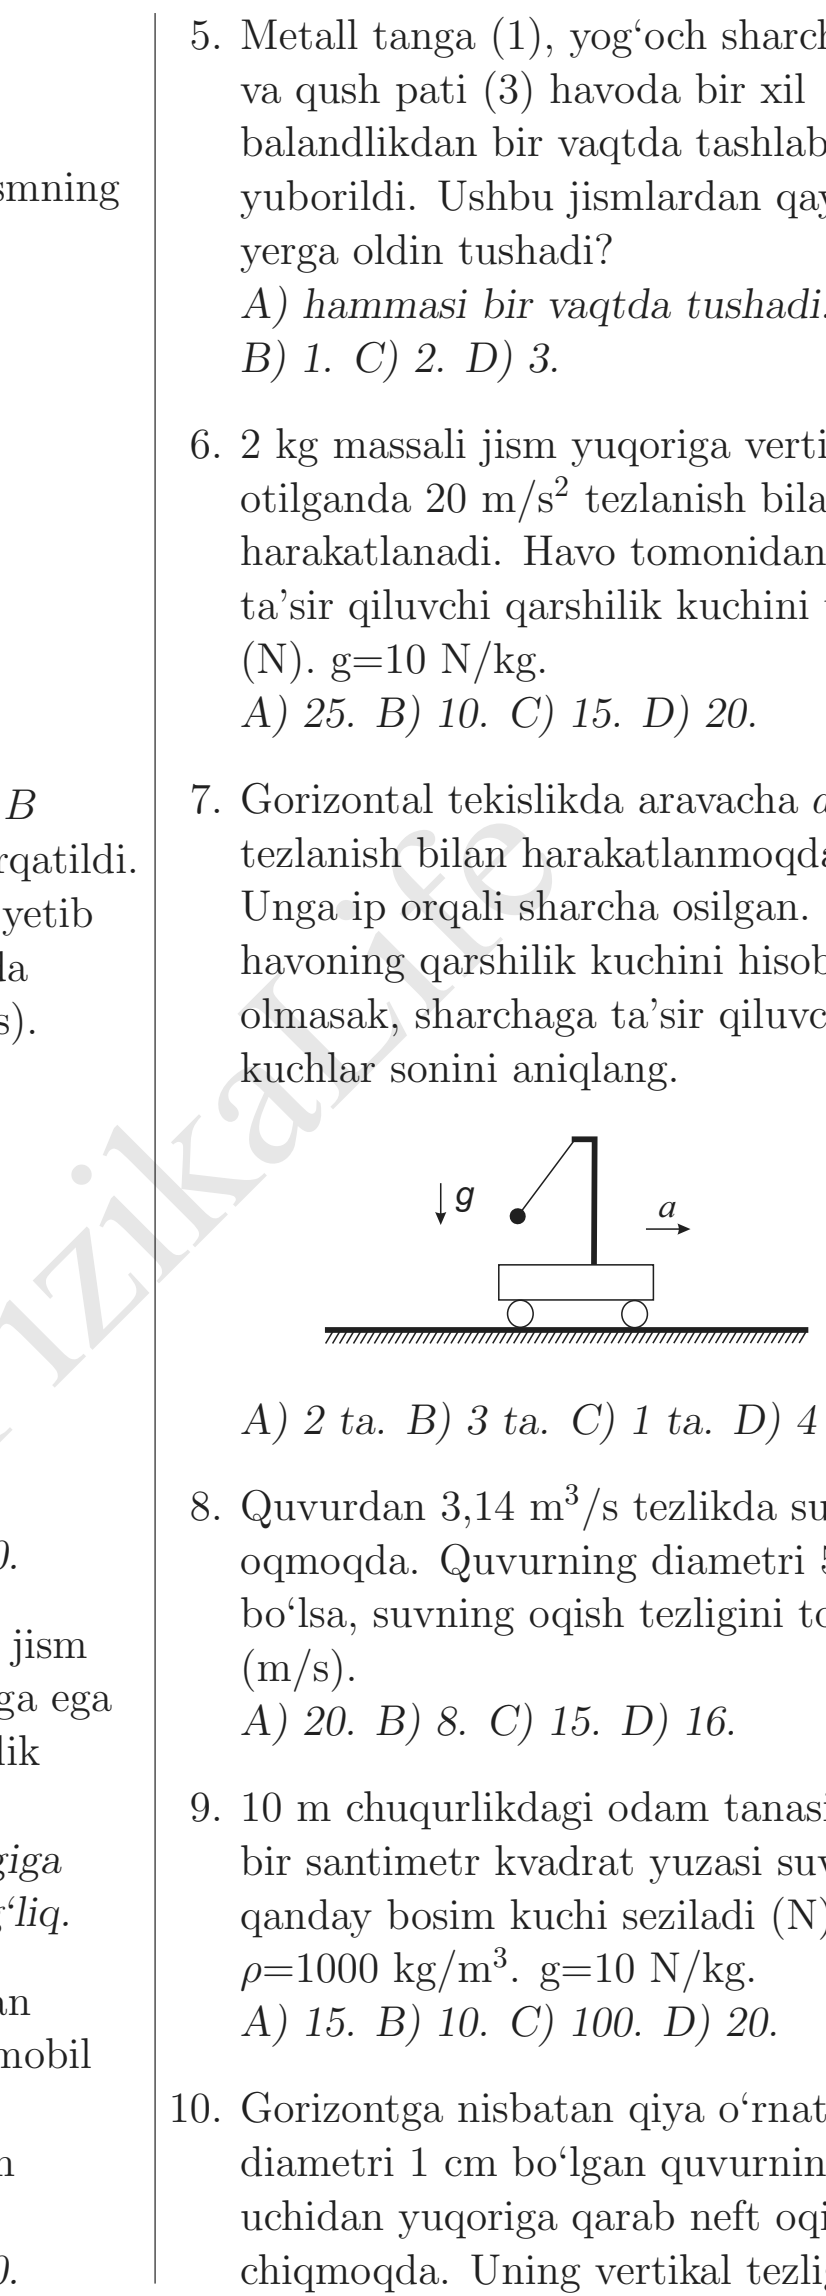 smning
B
rqatildi.
yetib
da
s).
0.
jism
ga ega
lik
giga
g‘liq.
an
mobil
n
0.
5. Metall tanga (1), yog‘och sharch
va qush pati (3) havoda bir xil
balandlikdan bir vaqtda tashlab
yuborildi. Ushbu jismlardan qay
yerga oldin tushadi?
A) hammasi bir vaqtda tushadi.
B) 1. C) 2. D) 3.
6. 2 kg massali jism yuqoriga verti
otilganda 20 m/s² tezlanish bila
harakatlanadi. Havo tomonidan
ta'sir qiluvchi qarshilik kuchini
(N). g=10 N/kg.
A) 25. B) 10. C) 15. D) 20.
7. Gorizontal tekislikda aravacha a
tezlanish bilan harakatlanmoqda
Unga ip orqali sharcha osilgan.
havoning qarshilik kuchini hisob
olmasak, sharchaga ta'sir qiluvc
kuchlar sonini aniqlang.
g
a
A) 2 ta. B) 3 ta. C) 1 ta. D) 4
8. Quvurdan 3,14 m³/s tezlikda su
oqmoqda. Quvurning diametri 5
bo‘lsa, suvning oqish tezligini to
(m/s).
A) 20. B) 8. C) 15. D) 16.
9. 10 m chuqurlikdagi odam tanasi
bir santimetr kvadrat yuzasi suv
qanday bosim kuchi seziladi (N)
ρ=1000 kg/m³. g=10 N/kg.
A) 15. B) 10. C) 100. D) 20.
10. Gorizontga nisbatan qiya o‘rnat
diametri 1 cm bo‘lgan quvurnin
uchidan yuqoriga qarab neft oqi
chiqmoqda. Uning vertikal tezli
FizikaLife